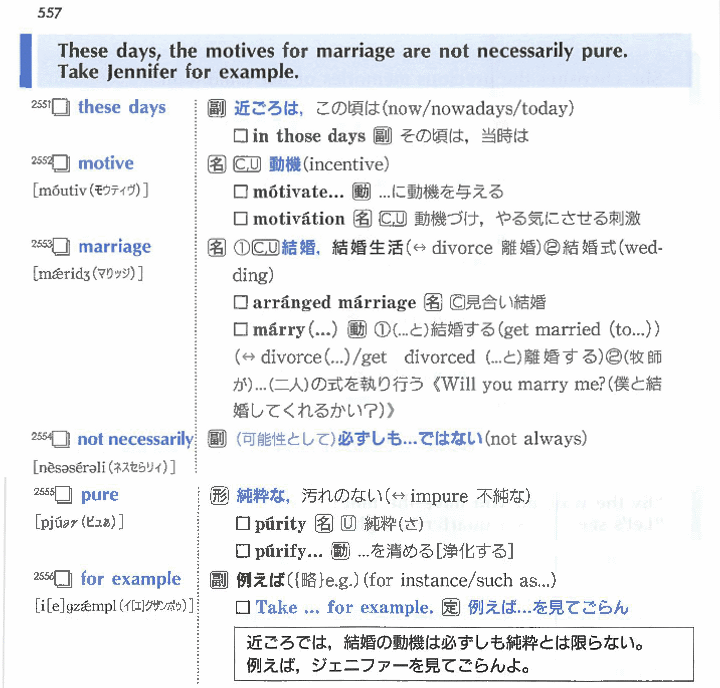 557
These days, the motives for marriage are not necessarily pure.
Take Jennifer for example.
2551□ these days 副 近ごろは，この頃は(now/nowadays/today)
□ in those days 副 その頃は，当時は
2552□ motive 名 C,U 動機(incentive)
[móutiv(モウティヴ)] □ mótivate... 動 ...に動機を与える
□ motivátion 名 C,U 動機づけ，やる気にさせる刺激
2553□ marriage 名 ①C,U結婚，結婚生活(↔ divorce 離婚)②結婚式(wed-
[mǽridʒ(マリッジ)] ding)
□ arránged márriage 名 C見合い結婚
□ márry(...) 動 ①(...と)結婚する(get married (to...))
(↔ divorce(...)/get divorced (...と)離婚する)②(牧師
が)...(二人)の式を執り行う《Will you marry me?(僕と結
婚してくれるかい?)》
2554□ not necessarily 副 (可能性として)必ずしも...ではない(not always)
[nèsəsérəli(ネスセラリィ)]
2555□ pure 形 純粋な，汚れのない(↔ impure 不純な)
[pjúər(ピュあ)] □ púrity 名 U 純粋(さ)
□ púrify... 動 ...を清める[浄化する]
2556□ for example 副 例えば({略}e.g.)(for instance/such as...)
[i[e]gzǽmpl(イ[エ]グザンポゥ)] □ Take ... for example. 定 例えば...を見てごらん
近ごろでは，結婚の動機は必ずしも純粋とは限らない。
例えば，ジェニファーを見てごらんよ。